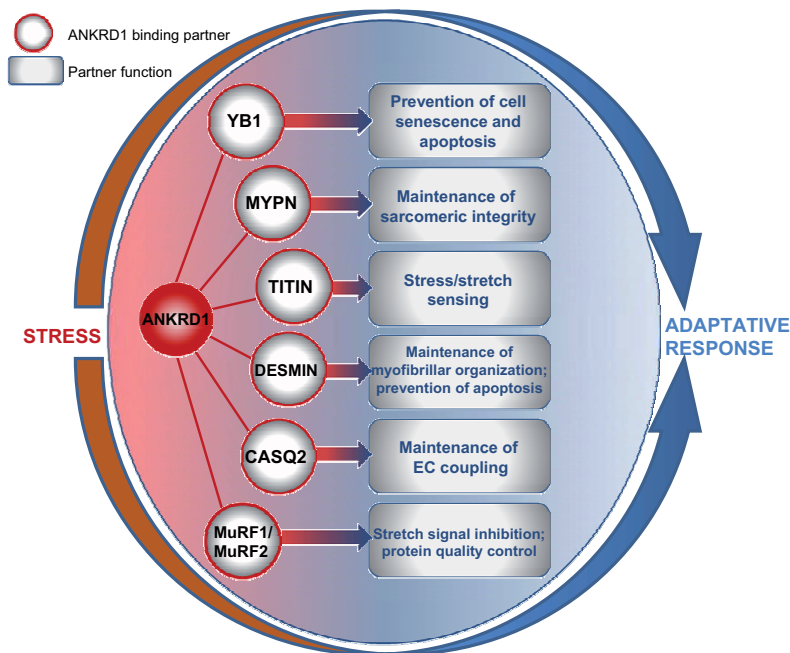 ANKRD1 binding partner
Partner function
YB1
Prevention of cell
senescence and
apoptosis
MYPN
Maintenance of
sarcomeric integrity
TITIN
Stress/stretch
sensing
ANKRD1
STRESS
ADAPTATIVE
RESPONSE
DESMIN
Maintenance of
myofibrillar organization;
prevention of apoptosis
CASQ2
Maintenance of
EC coupling
MuRF1/
MuRF2
Stretch signal inhibition;
protein quality control